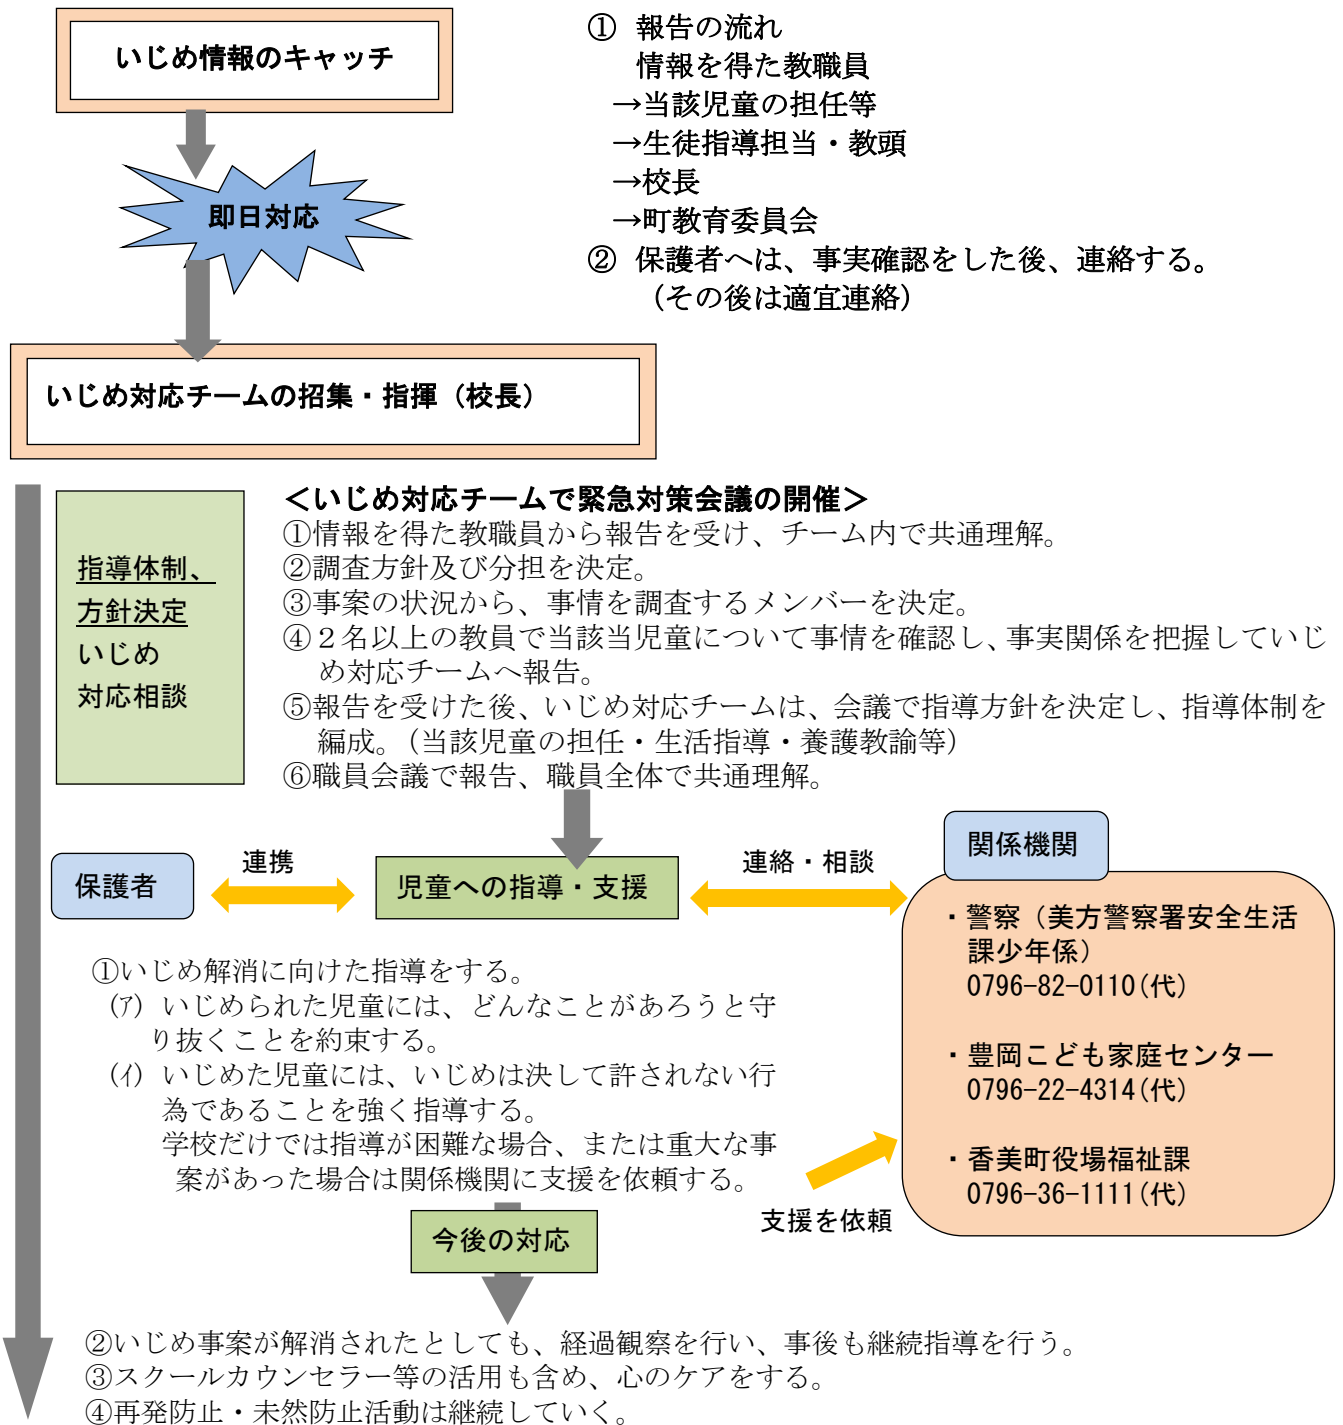 いじめ情報のキャッチ
即日対応
① 報告の流れ
情報を得た教職員
→当該児童の担任等
→生徒指導担当・教頭
→校長
→町教育委員会
② 保護者へは、事実確認をした後、連絡する。
（その後は適宜連絡）
いじめ対応チームの招集・指揮（校長）
指導体制、
方針決定
いじめ
対応相談
＜いじめ対応チームで緊急対策会議の開催＞
①情報を得た教職員から報告を受け、チーム内で共通理解。
②調査方針及び分担を決定。
③事案の状況から、事情を調査するメンバーを決定。
④２名以上の教員で当該当児童について事情を確認し、事実関係を把握していじ
め対応チームへ報告。
⑤報告を受けた後、いじめ対応チームは、会議で指導方針を決定し、指導体制を
編成。（当該児童の担任・生活指導・養護教諭等）
⑥職員会議で報告、職員全体で共通理解。
保護者
連携
児童への指導・支援
連絡・相談
関係機関
・警察（美方警察署安全生活
課少年係）
0796-82-0110(代)
・豊岡こども家庭センター
0796-22-4314(代)
・香美町役場福祉課
0796-36-1111(代)
①いじめ解消に向けた指導をする。
(ｱ) いじめられた児童には、どんなことがあろうと守
り抜くことを約束する。
(ｲ) いじめた児童には、いじめは決して許されない行
為であることを強く指導する。
学校だけでは指導が困難な場合、または重大な事
案があった場合は関係機関に支援を依頼する。
支援を依頼
今後の対応
②いじめ事案が解消されたとしても、経過観察を行い、事後も継続指導を行う。
③スクールカウンセラー等の活用も含め、心のケアをする。
④再発防止・未然防止活動は継続していく。